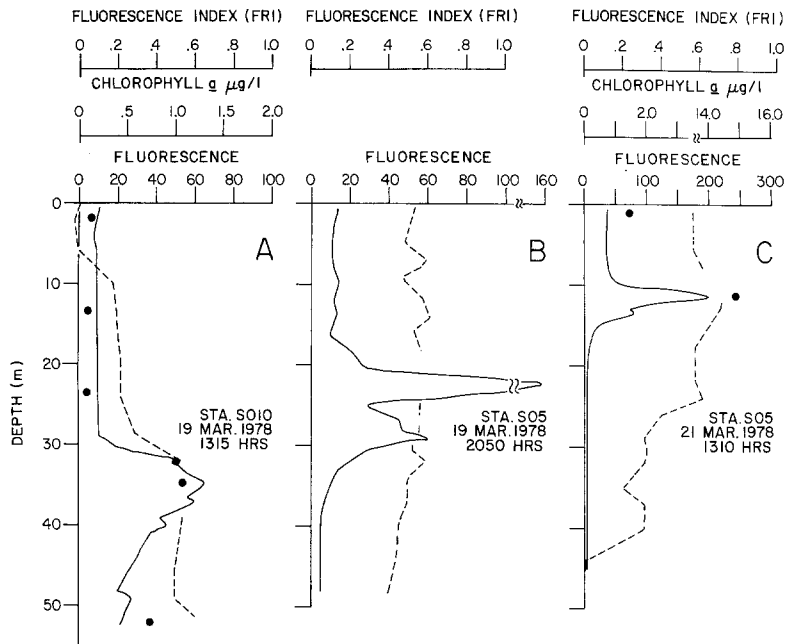 FLUORESCENCE INDEX (FRI)
0 .2 .4 .6 .8 1.0
CHLOROPHYLL a µg/l
0 .5 1.0 1.5 2.0
FLUORESCENCE
0 20 40 60 80 100
FLUORESCENCE INDEX (FRI)
0 .2 .4 .6 .8 1.0
FLUORESCENCE
0 20 40 60 80 100 160
FLUORESCENCE INDEX (FRI)
0 .2 .4 .6 .8 1.0
CHLOROPHYLL a µg/l
0 2.0 14.0 16.0
FLUORESCENCE
0 100 200 300
DEPTH (m)
0
10
20
30
40
50
A
STA. S010
19 MAR. 1978
1315 HRS
B
STA. S05
19 MAR. 1978
2050 HRS
C
STA. S05
21 MAR. 1978
1310 HRS